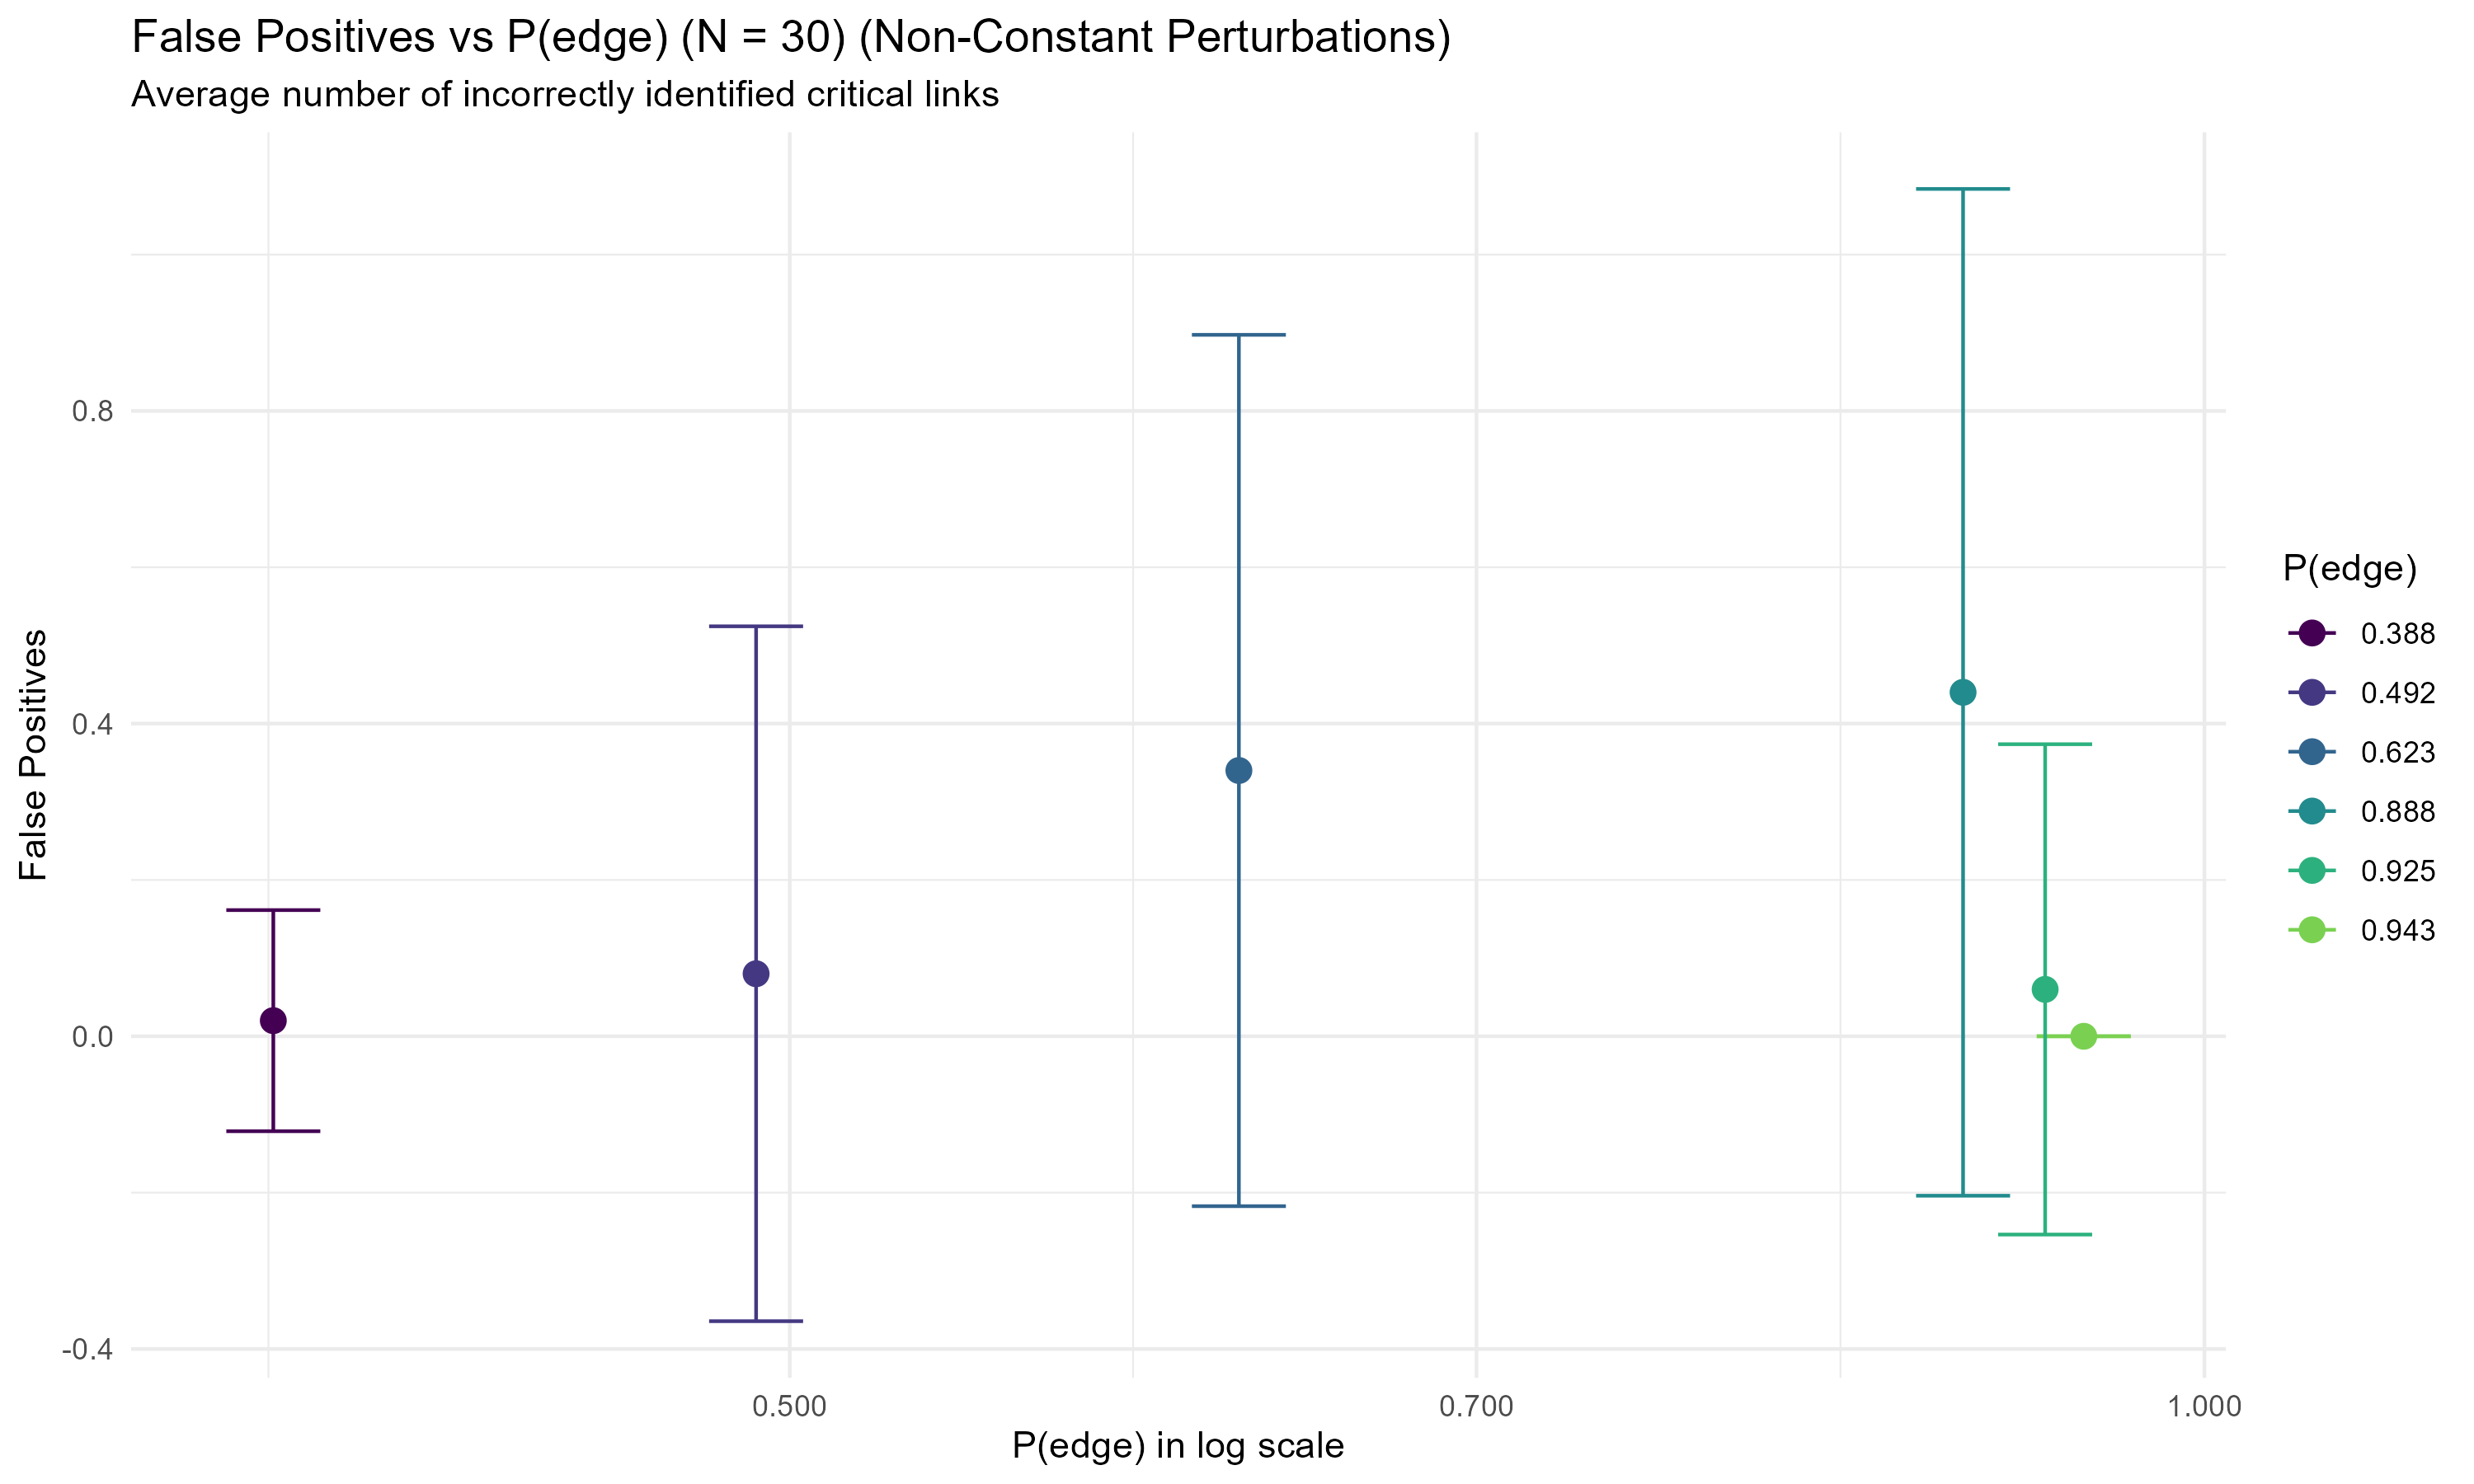 False Positives vs P(edge) (N = 30) (Non-Constant Perturbations)
Average number of incorrectly identified critical links
False Positives
0.8
0.4
0.0
-0.4
0.500
0.700
1.000
P(edge) in log scale
P(edge)
0.388
0.492
0.623
0.888
0.925
0.943